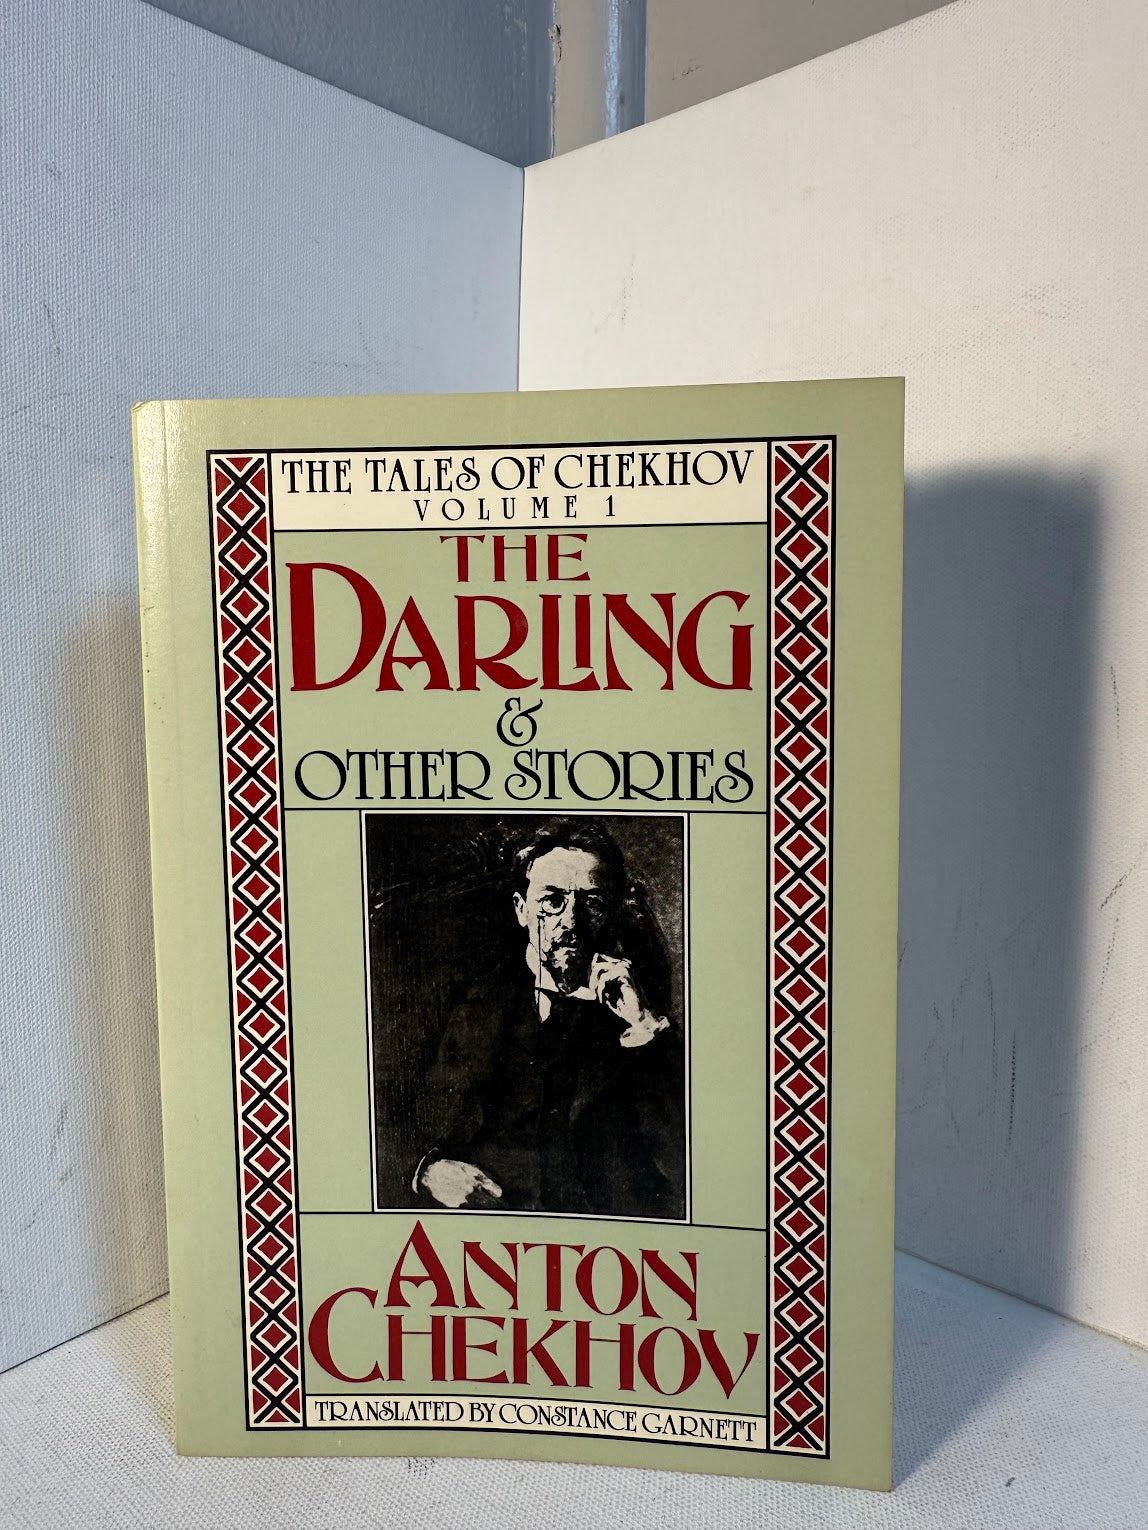 THE TALES OF CHEKHOV
VOLUME 1
THE
DARLING
&
OTHER STORIES
ANTON
CHEKHOV
TRANSLATED BY CONSTANCE GARNETT